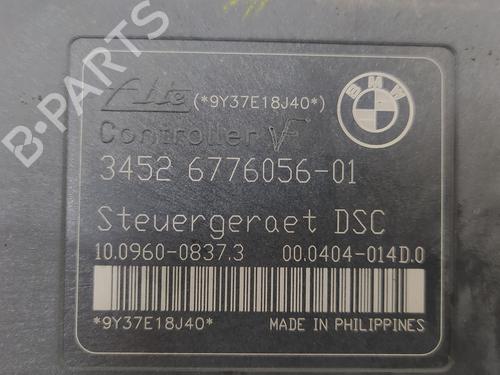 B-PARTS
Ate (*9Y37E18J40*)
BMW
Controller VF
3452 6776056-01
Steuergeraet DSC
10.0960-0837.3 00.0404-014D.0
*9Y37E18J40* MADE IN PHILIPPINES